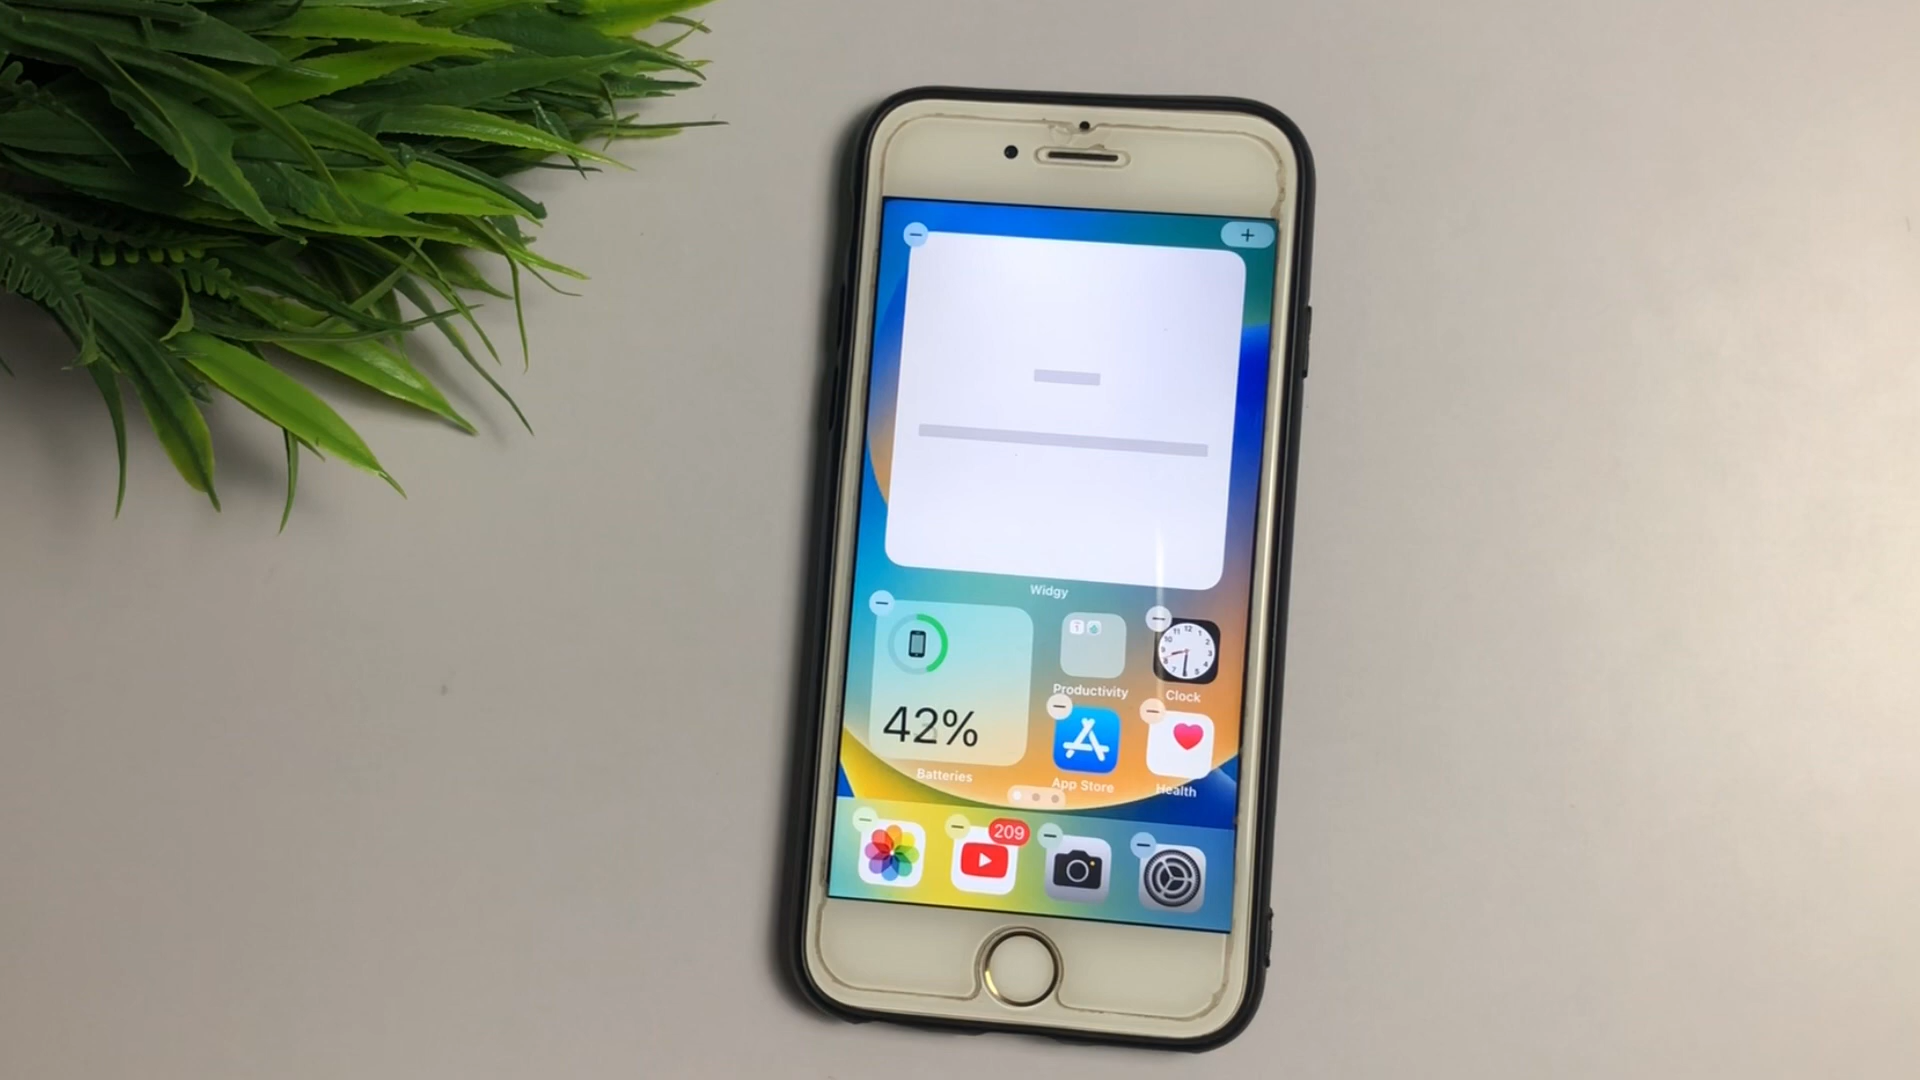 +
Widgy
42%
Batteries
Productivity
Clock
App Store
Health
209